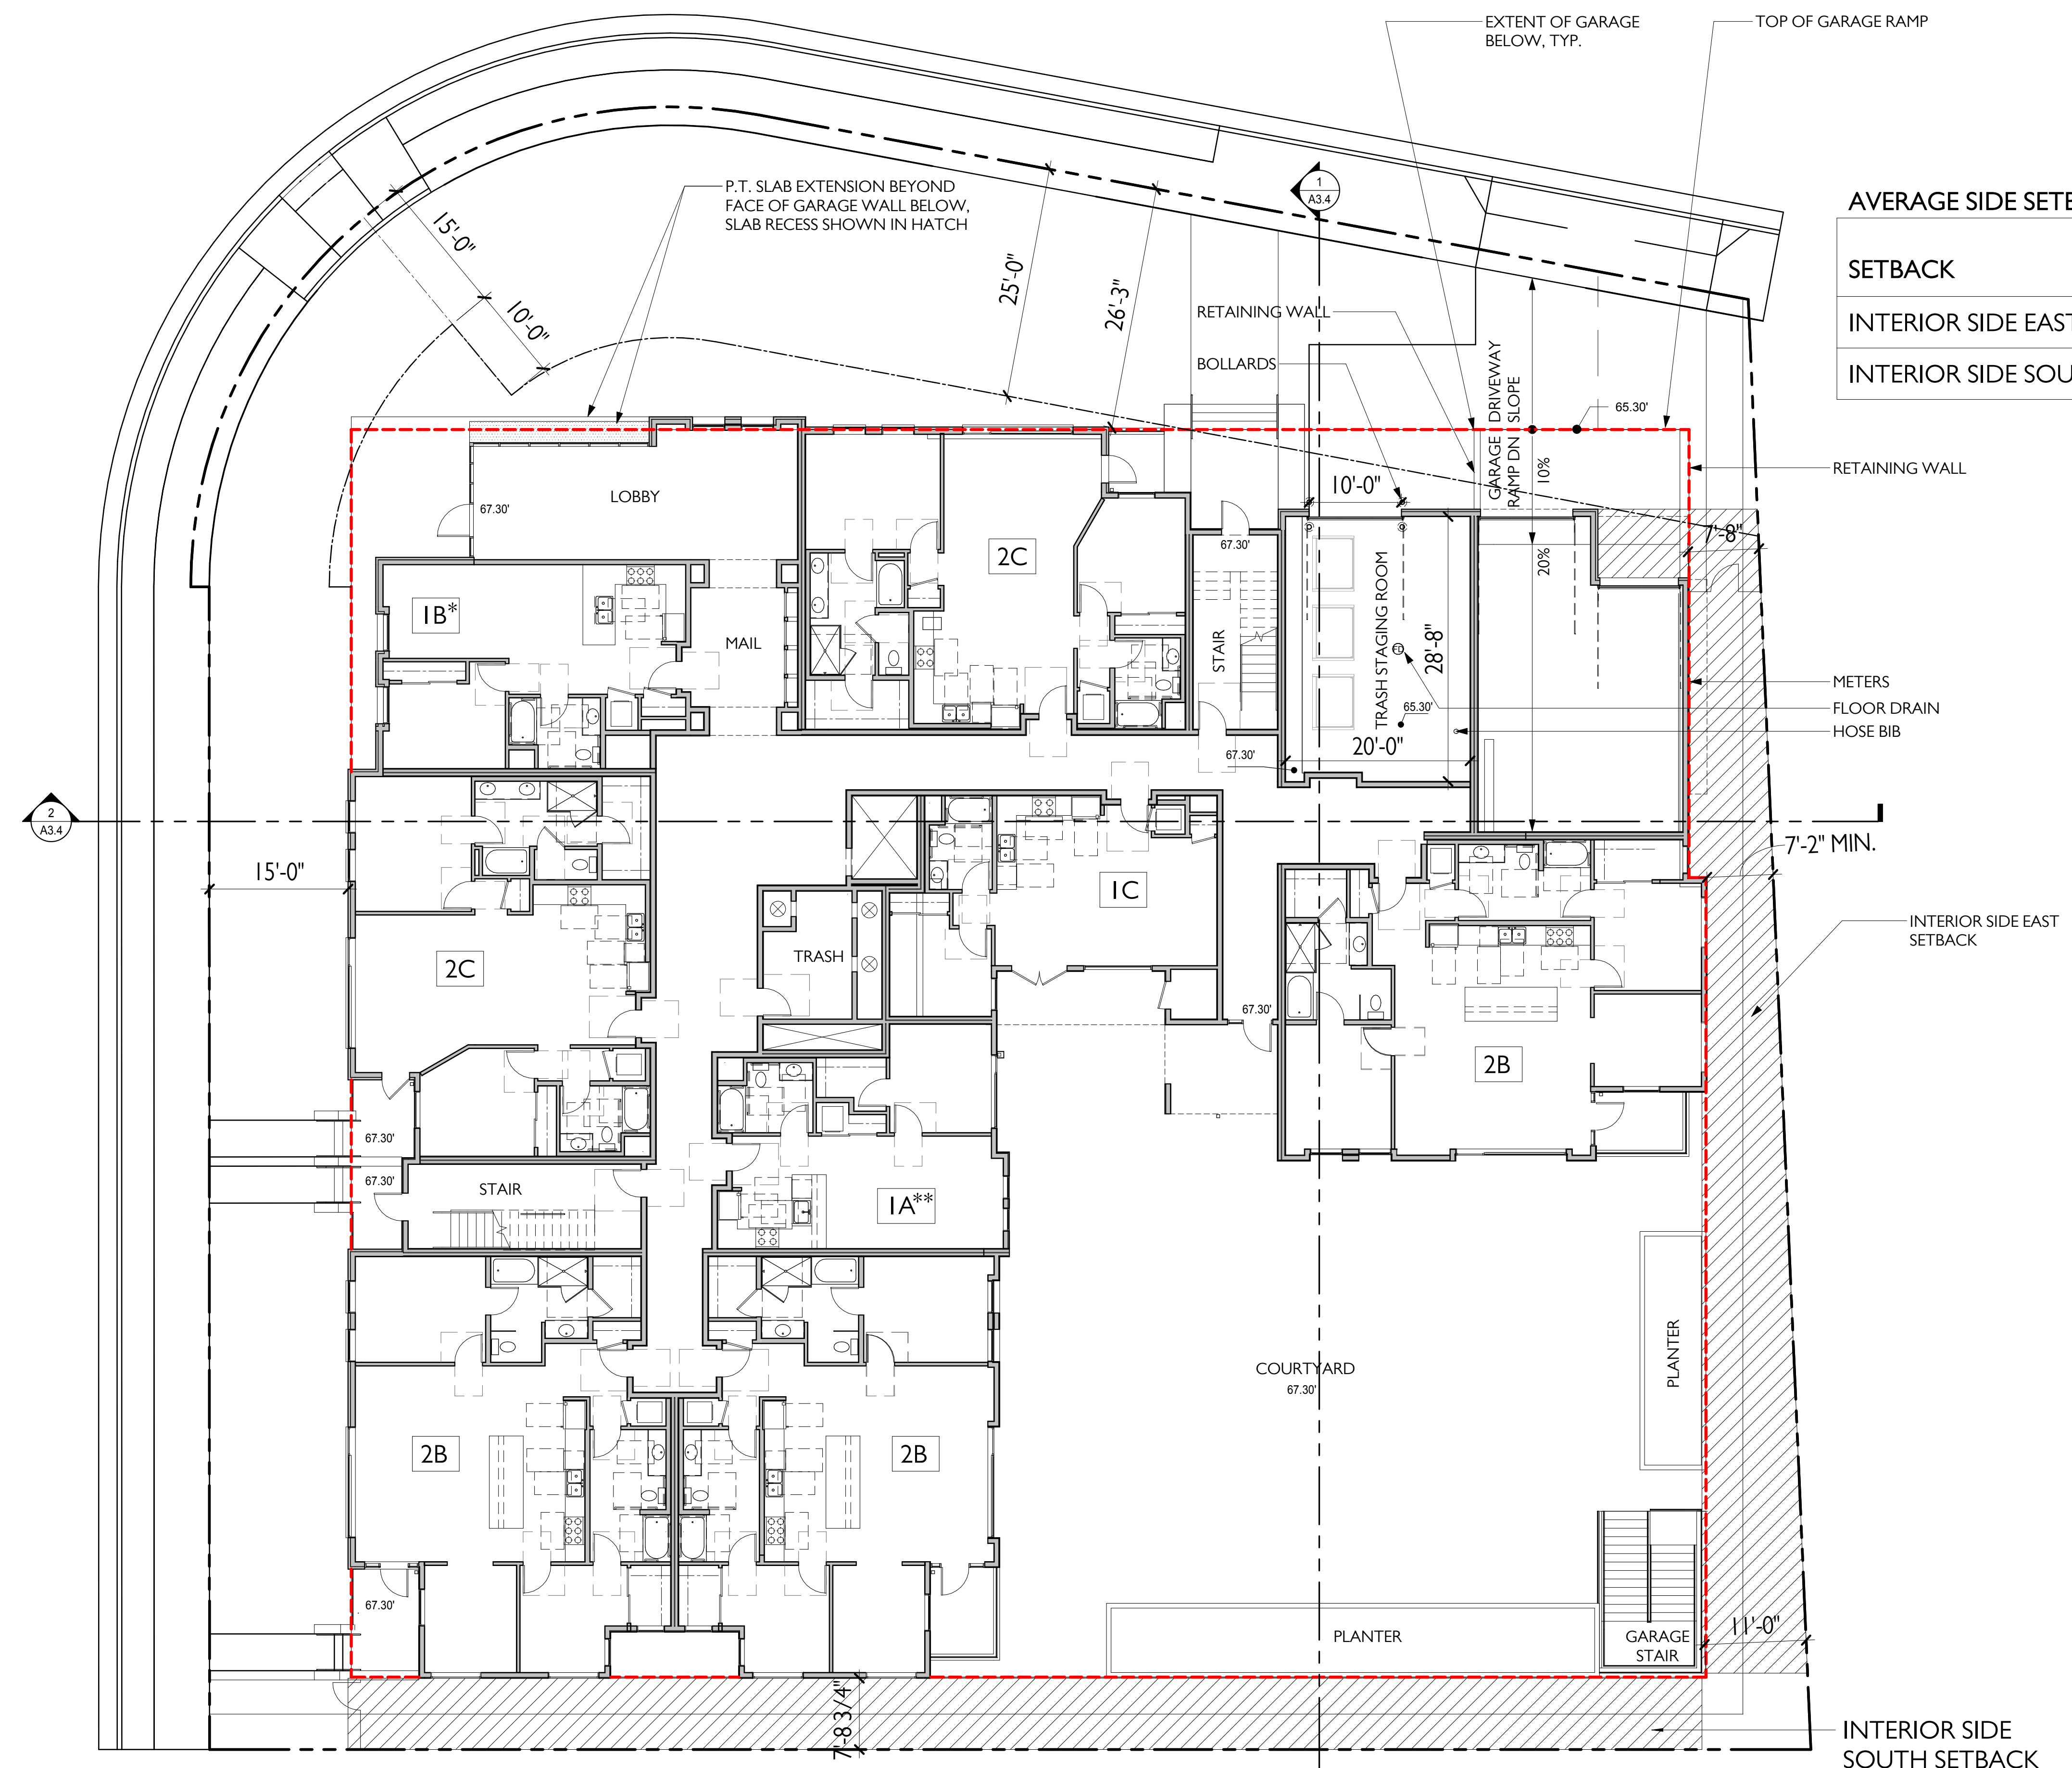 EXTENT OF GARAGE
BELOW, TYP.
TOP OF GARAGE RAMP
P.T. SLAB EXTENSION BEYOND
FACE OF GARAGE WALL BELOW,
SLAB RECESS SHOWN IN HATCH
1
A3.4
AVERAGE SIDE SETB
SETBACK
INTERIOR SIDE EAST
INTERIOR SIDE SOU
15'-0"
10'-0"
25'-0"
26'-3"
RETAINING WALL
BOLLARDS
GARAGE DRIVEWAY
RAMP DN SLOPE
10%
20%
65.30'
RETAINING WALL
10'-0"
7'-8"
LOBBY
67.30'
2C
67.30'
1B*
MAIL
STAIR
TRASH STAGING ROOM
FD
28'-8"
65.30'
METERS
FLOOR DRAIN
HOSE BIB
20'-0"
67.30'
2
A3.4
15'-0"
7'-2" MIN.
1C
INTERIOR SIDE EAST
SETBACK
2C
TRASH
67.30'
2B
67.30'
67.30'
STAIR
1A**
COURTYARD
67.30'
PLANTER
2B
2B
67.30'
PLANTER
GARAGE
STAIR
11'-0"
7'-8 3/4"
INTERIOR SIDE
SOUTH SETBACK